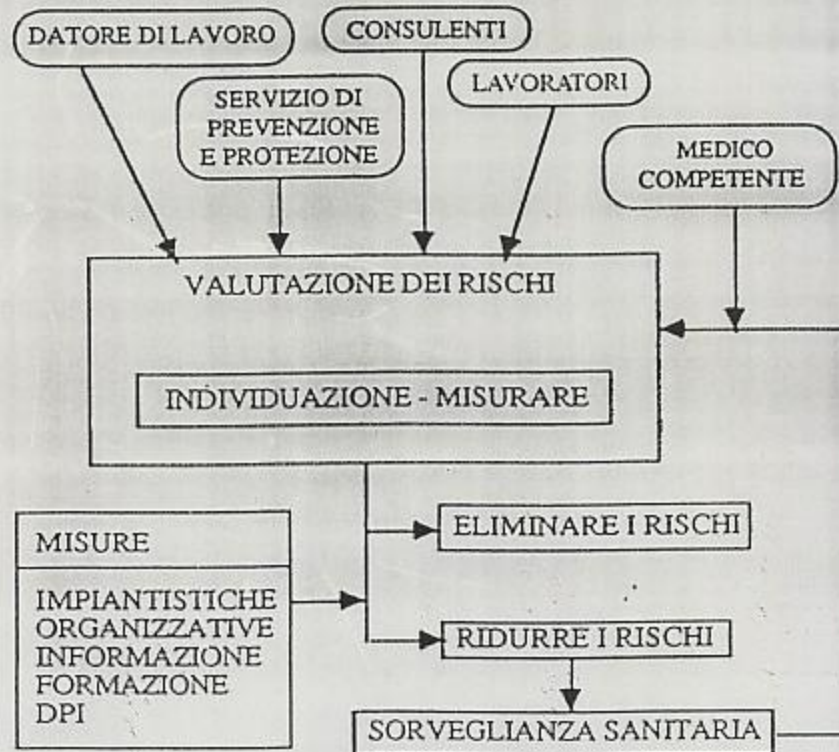 DATORE DI LAVORO
CONSULENTI
LAVORATORI
SERVIZIO DI
PREVENZIONE
E PROTEZIONE
MEDICO
COMPETENTE
VALUTAZIONE DEI RISCHI
INDIVIDUAZIONE - MISURARE
ELIMINARE I RISCHI
MISURE
IMPIANTISTICHE
ORGANIZZATIVE
INFORMAZIONE
FORMAZIONE
DPI
RIDURRE I RISCHI
SORVEGLIANZA SANITARIA